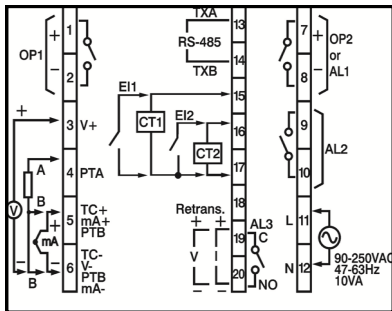 TXA
RS-485
TXB
OP1
+
-
1
2
13
14
7
8
+
-
OP2
or
AL1
+
3
V+
EI1
CT1
EI2
CT2
15
16
17
9
10
AL2
A
4
PTA
V
B
5
TC+
mA+
PTB
+
mA
-
6
TC-
V-
PTB
mA-
-
B
Retrans.
+
+
V
I
-
-
18
19
20
AL3
C
NO
L
11
N
12
90-250VAC
47-63Hz
10VA